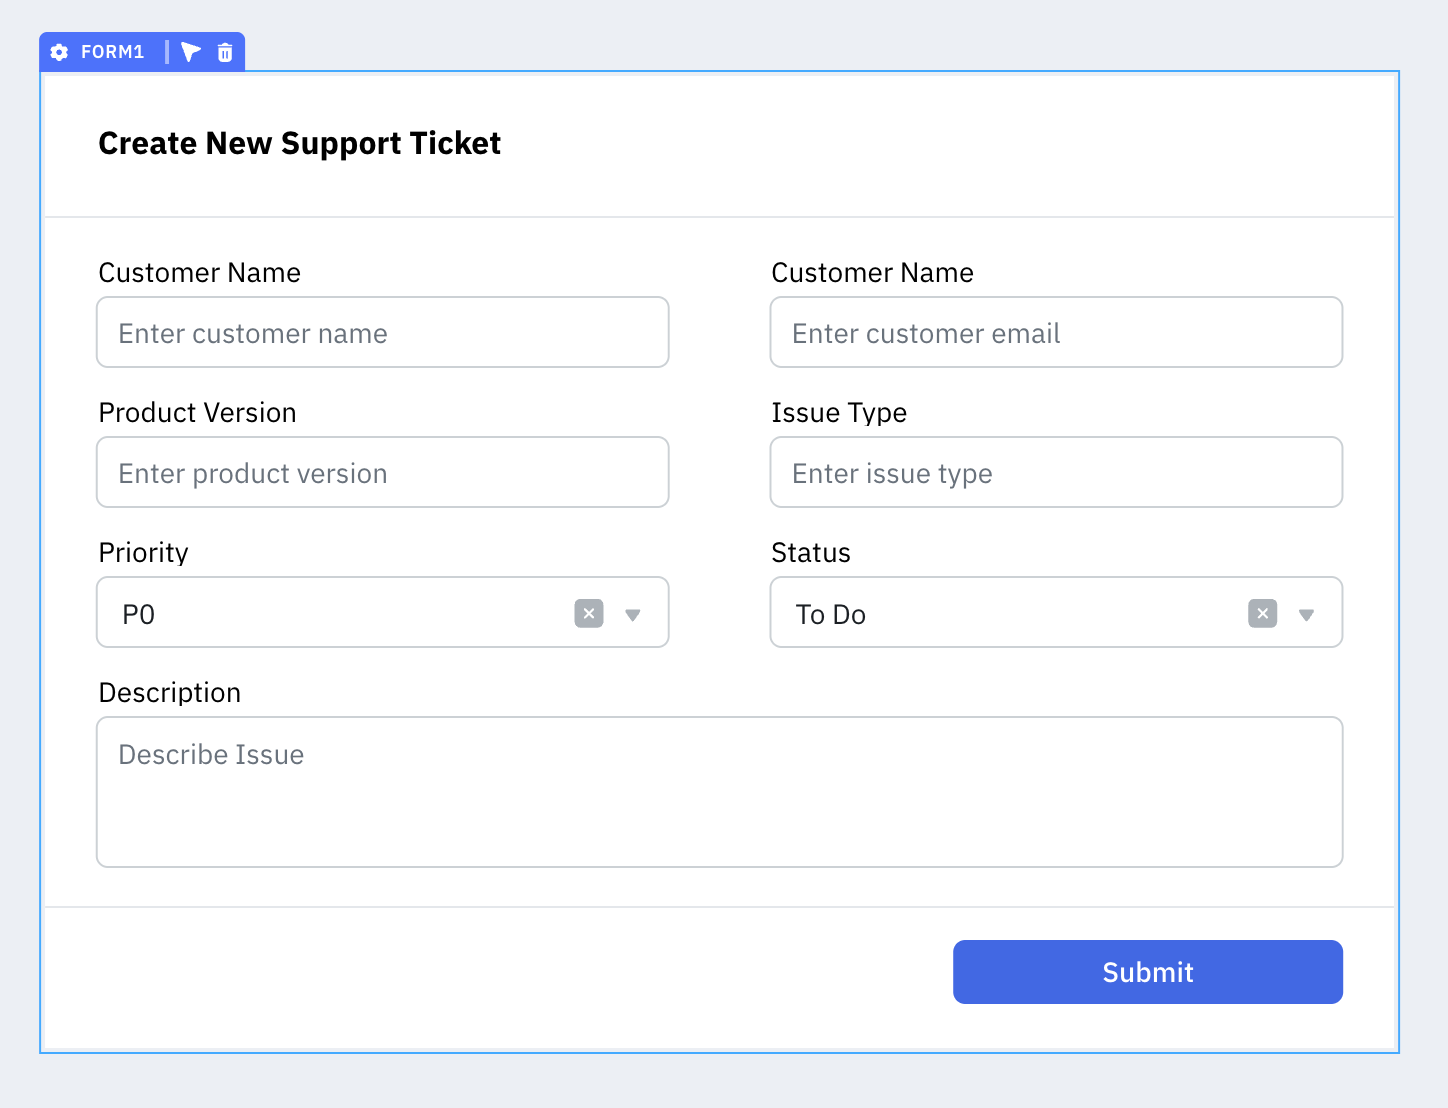 FORM1
Create New Support Ticket
Customer Name
Customer Name
Enter customer name
Enter customer email
Product Version
Issue Type
Enter product version
Enter issue type
Priority
Status
P0
To Do
Description
Describe Issue
Submit